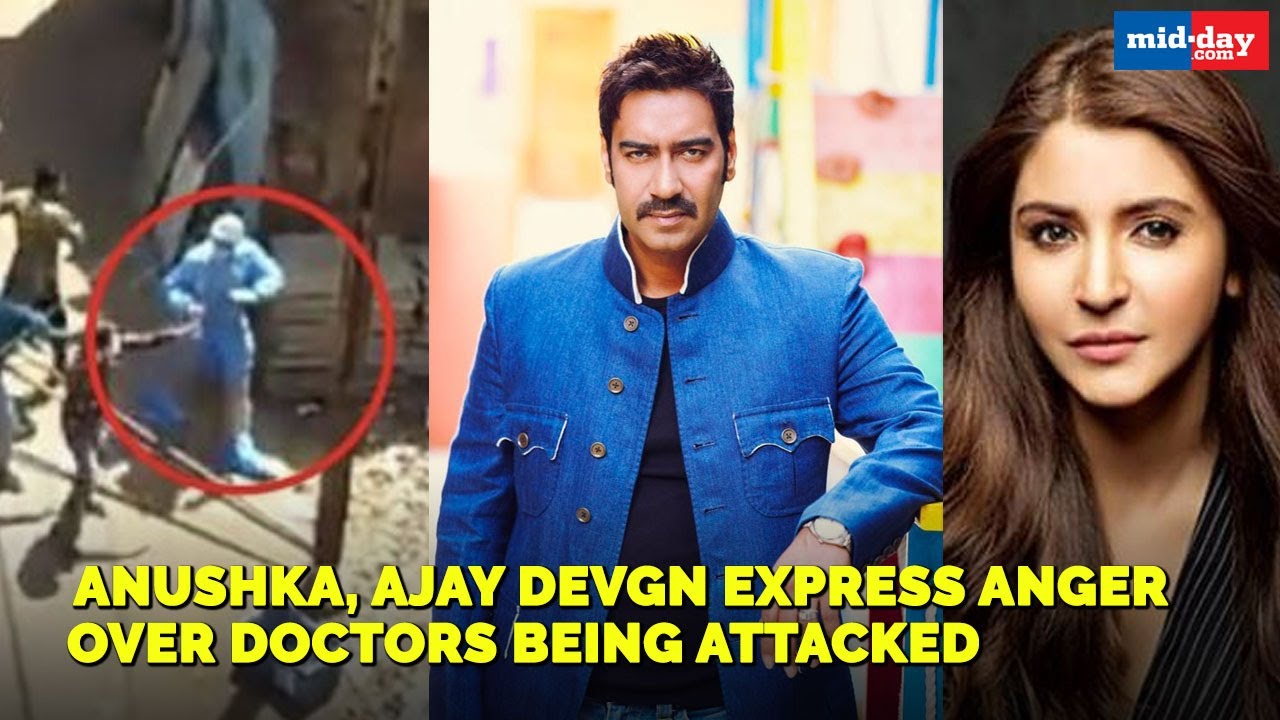 mid-day
.com
ANUSHKA, AJAY DEVGN EXPRESS ANGER
OVER DOCTORS BEING ATTACKED